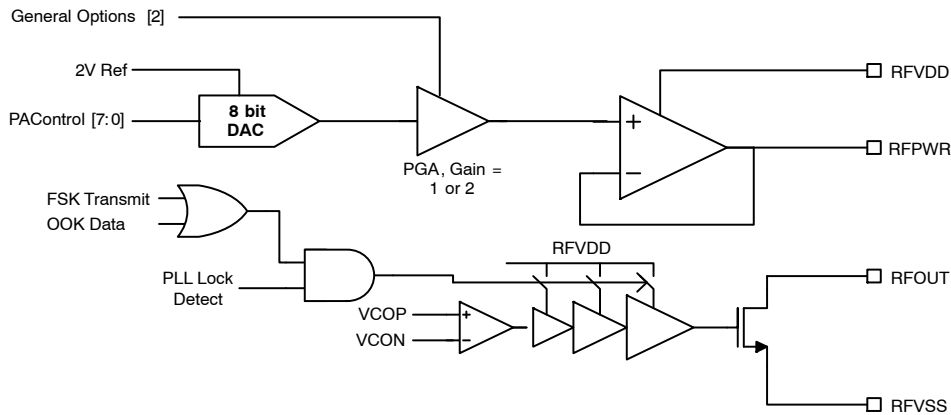 General Options [2]
2V Ref
PAControl [7:0]
8 bit
DAC
PGA, Gain =
1 or 2
+
−
RFVDD
RFPWR
FSK Transmit
OOK Data
PLL Lock
Detect
RFVDD
VCOP
VCON
+
−
RFOUT
RFVSS